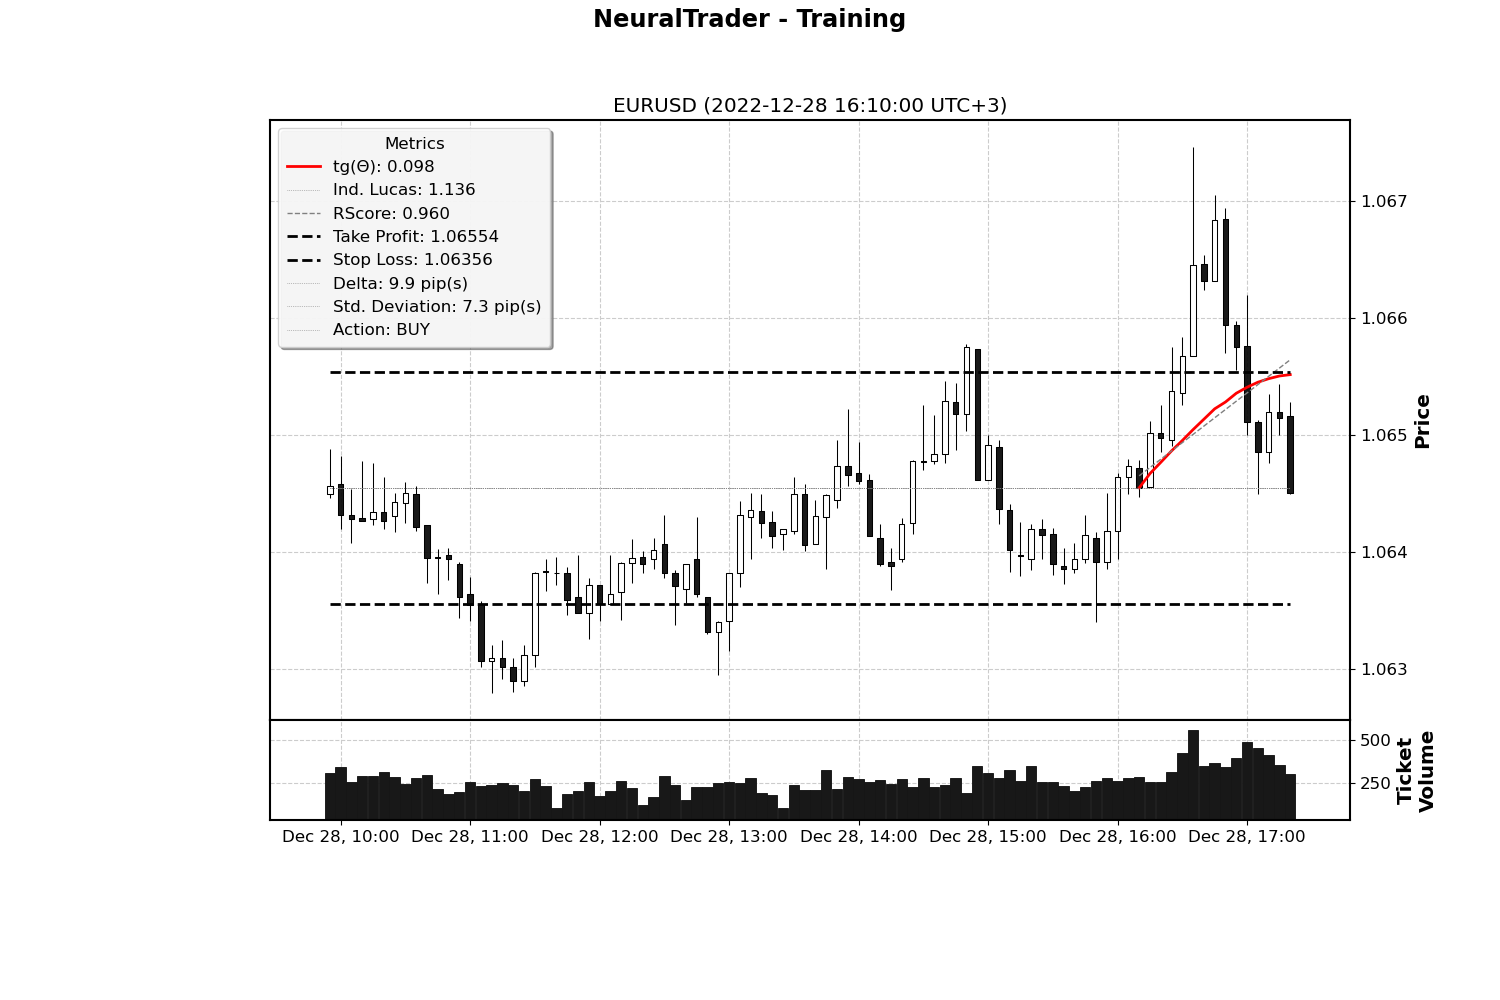 NeuralTrader - Training
EURUSD (2022-12-28 16:10:00 UTC+3)
Metrics
tg(Θ): 0.098
Ind. Lucas: 1.136
RScore: 0.960
Take Profit: 1.06554
Stop Loss: 1.06356
Delta: 9.9 pip(s)
Std. Deviation: 7.3 pip(s)
Action: BUY
1.067
1.066
1.065
1.064
1.063
Price
500
250
Ticket
Volume
Dec 28, 10:00 Dec 28, 11:00 Dec 28, 12:00 Dec 28, 13:00 Dec 28, 14:00 Dec 28, 15:00 Dec 28, 16:00 Dec 28, 17:00